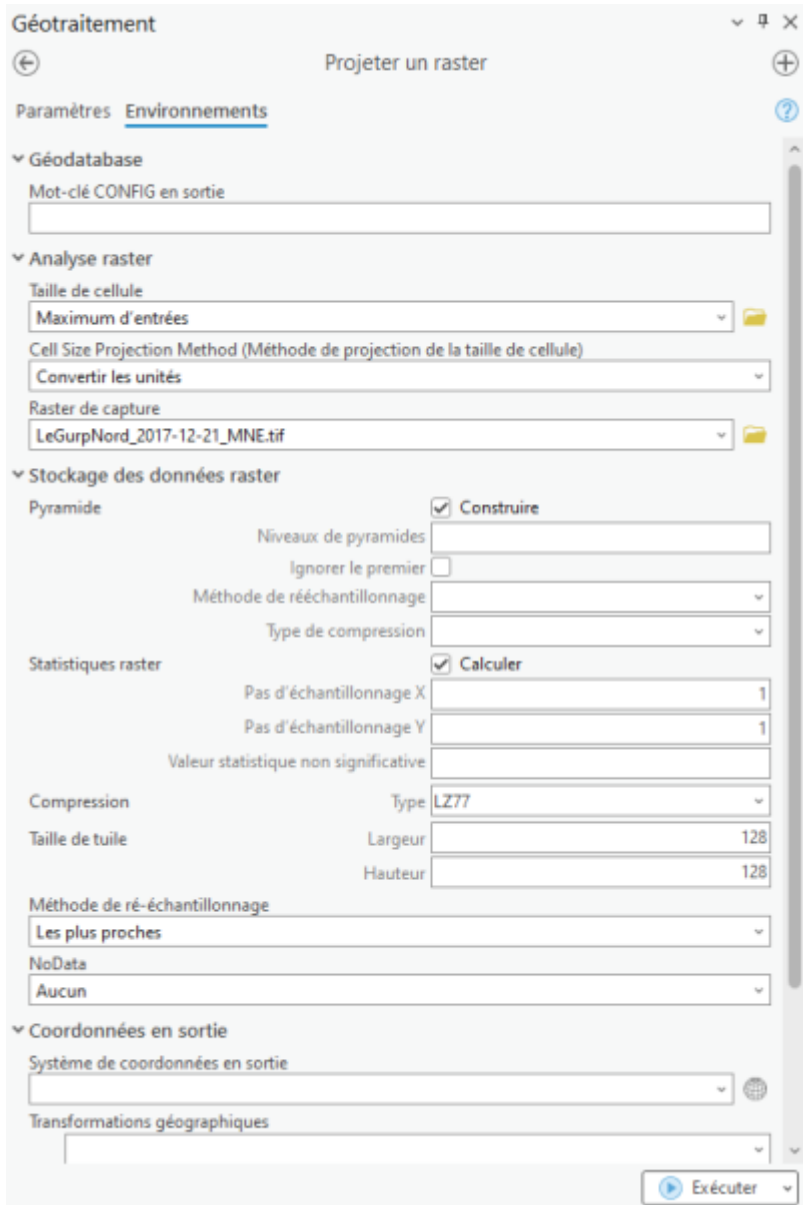 Géotraitement
Projeter un raster
Paramètres Environnements
Géodatabase
Mot-clé CONFIG en sortie
Analyse raster
Taille de cellule
Maximum d'entrées
Cell Size Projection Method (Méthode de projection de la taille de cellule)
Convertir les unités
Raster de capture
LeGurpNord_2017-12-21_MNE.tif
Stockage des données raster
Pyramide Construire
Niveaux de pyramides
Ignorer le premier
Méthode de rééchantillonnage
Type de compression
Statistiques raster Calculer
Pas d'échantillonnage X 1
Pas d'échantillonnage Y 1
Valeur statistique non significative
Compression Type LZ77
Taille de tuile Largeur 128
Hauteur 128
Méthode de ré-échantillonnage
Les plus proches
NoData
Aucun
Coordonnées en sortie
Système de coordonnées en sortie
Transformations géographiques
Exécuter